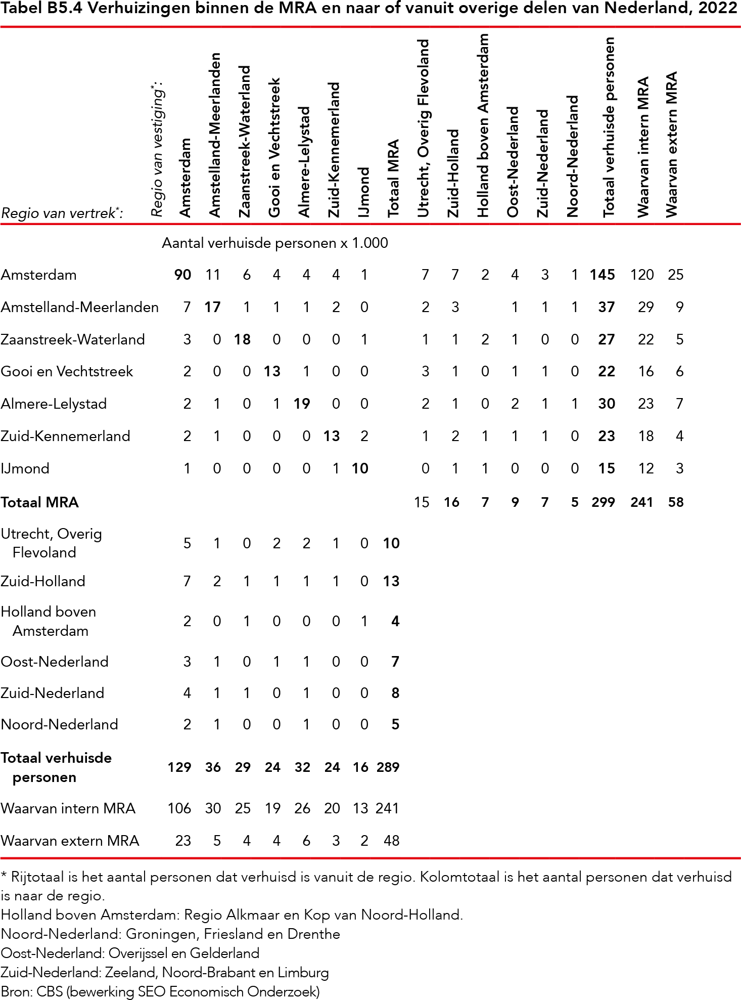 Tabel B5.4 Verhuizingen binnen de MRA en naar of vanuit overige delen van Nederland, 2022
Regio van vertrek*:
Regio van vestiging*:
Amsterdam
Amstelland-Meerlanden
Zaanstreek-Waterland
Gooi en Vechtstreek
Almere-Lelystad
Zuid-Kennemerland
IJmond
Totaal MRA
Utrecht, Overig Flevoland
Zuid-Holland
Holland boven Amsterdam
Oost-Nederland
Zuid-Nederland
Noord-Nederland
Totaal verhuisde personen
Waarvan intern MRA
Waarvan extern MRA
Aantal verhuisde personen x 1.000
Amsterdam 90 11 6 4 4 4 1 7 7 2 4 3 1 145 120 25
Amstelland-Meerlanden 7 17 1 1 1 2 0 2 3 1 1 1 37 29 9
Zaanstreek-Waterland 3 0 18 0 0 0 1 1 1 2 1 0 0 27 22 5
Gooi en Vechtstreek 2 0 0 13 1 0 0 3 1 0 1 1 0 22 16 6
Almere-Lelystad 2 1 0 1 19 0 0 2 1 0 2 1 1 30 23 7
Zuid-Kennemerland 2 1 0 0 0 13 2 1 2 1 1 1 0 23 18 4
IJmond 1 0 0 0 0 1 10 0 1 1 0 0 0 15 12 3
Totaal MRA 15 16 7 9 7 5 299 241 58
Utrecht, Overig
Flevoland 5 1 0 2 2 1 0 10
Zuid-Holland 7 2 1 1 1 1 0 13
Holland boven
Amsterdam 2 0 1 0 0 0 1 4
Oost-Nederland 3 1 0 1 1 0 0 7
Zuid-Nederland 4 1 1 0 1 0 0 8
Noord-Nederland 2 1 0 0 1 0 0 5
Totaal verhuisde
personen 129 36 29 24 32 24 16 289
Waarvan intern MRA 106 30 25 19 26 20 13 241
Waarvan extern MRA 23 5 4 4 6 3 2 48
* Rijtotaal is het aantal personen dat verhuisd is vanuit de regio. Kolomtotaal is het aantal personen dat verhuisd
is naar de regio.
Holland boven Amsterdam: Regio Alkmaar en Kop van Noord-Holland.
Noord-Nederland: Groningen, Friesland en Drenthe
Oost-Nederland: Overijssel en Gelderland
Zuid-Nederland: Zeeland, Noord-Brabant en Limburg
Bron: CBS (bewerking SEO Economisch Onderzoek)